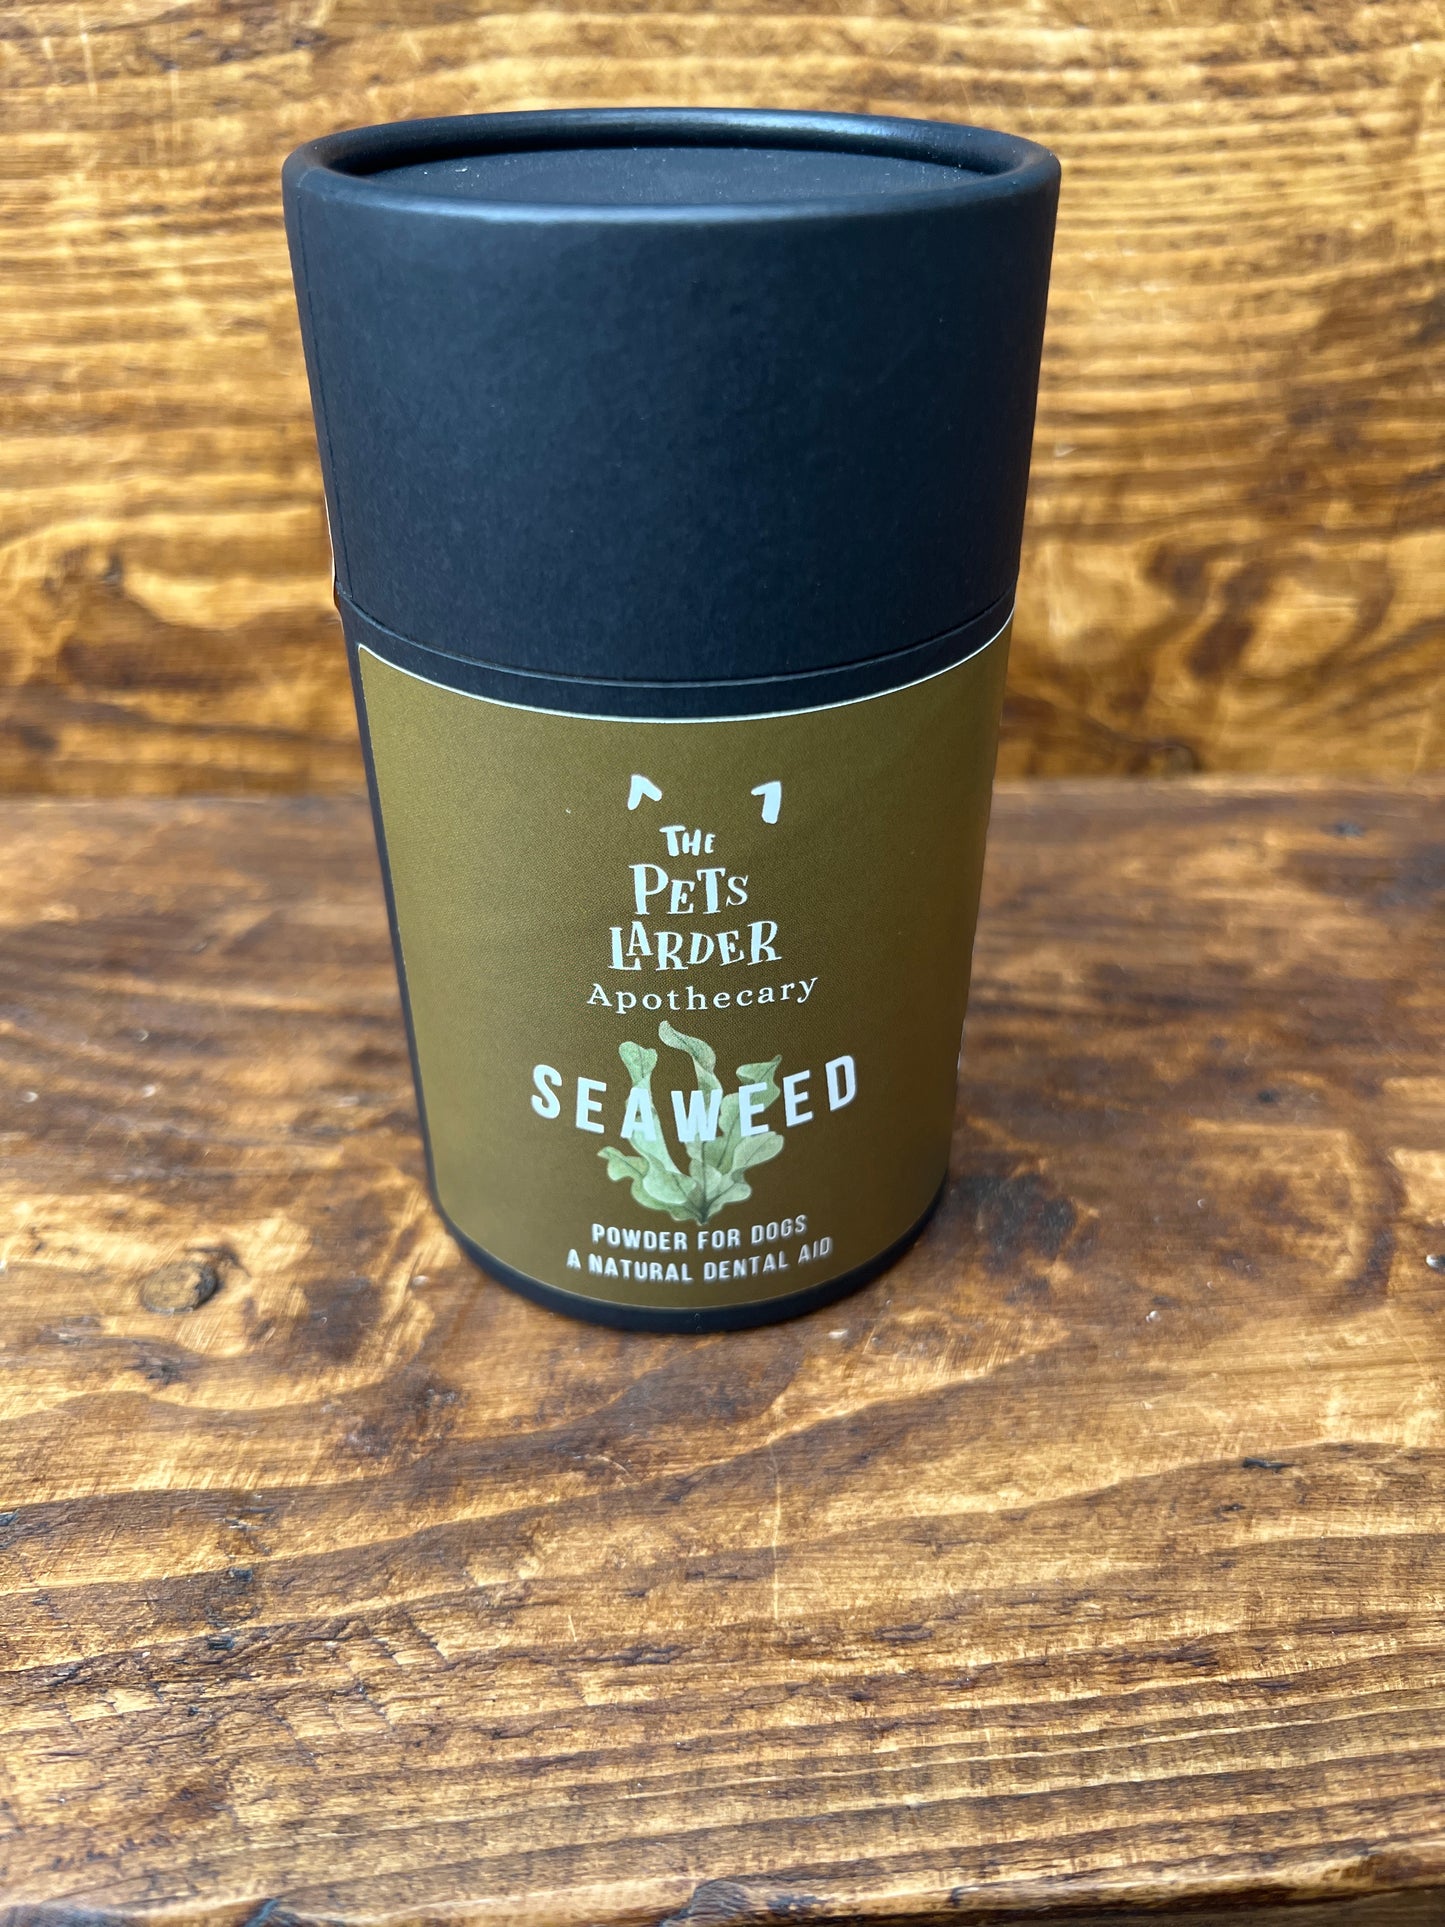 THE
PETS
LARDER
Apothecary
SEAWEED
POWDER FOR DOGS
A NATURAL DENTAL AID